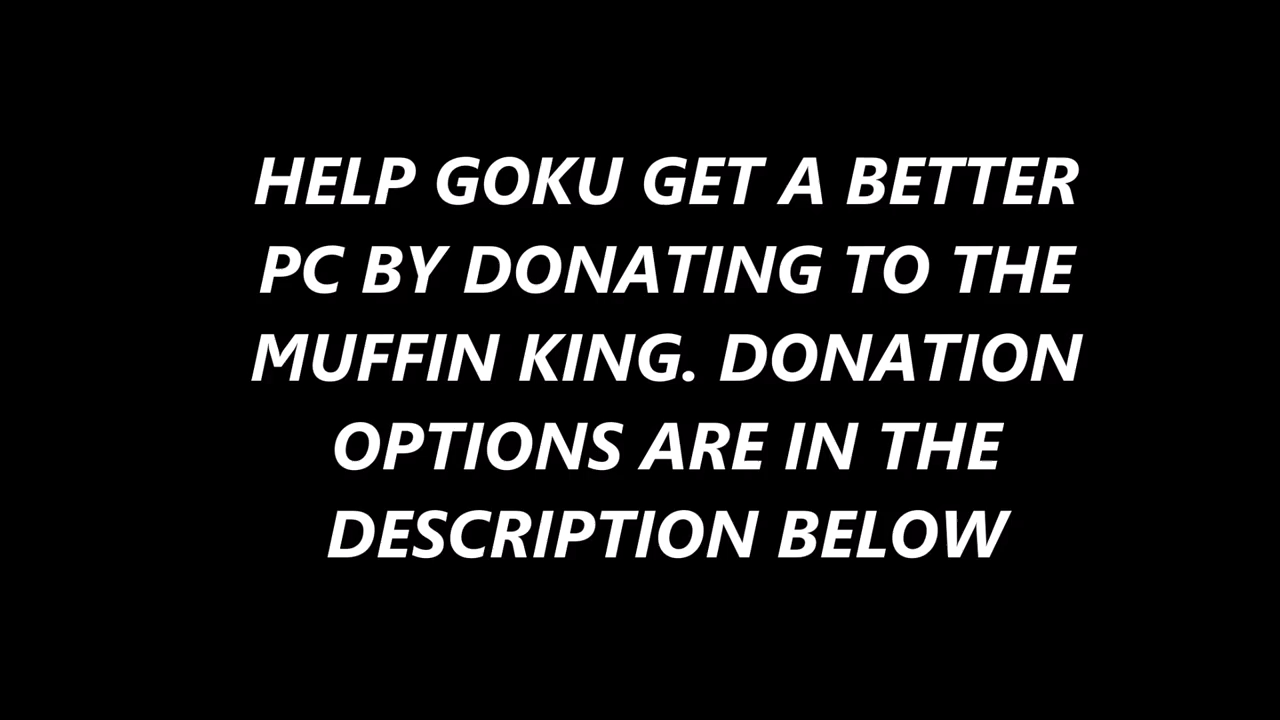 HELP GOKU GET A BETTER
PC BY DONATING TO THE
MUFFIN KING. DONATION
OPTIONS ARE IN THE
DESCRIPTION BELOW